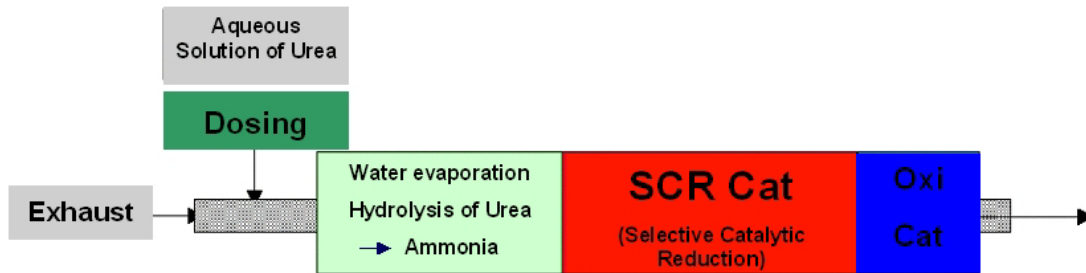 Aqueous
Solution of Urea
Dosing
Exhaust
Water evaporation
Hydrolysis of Urea
Ammonia
SCR Cat
(Selective Catalytic
Reduction)
Oxi
Cat